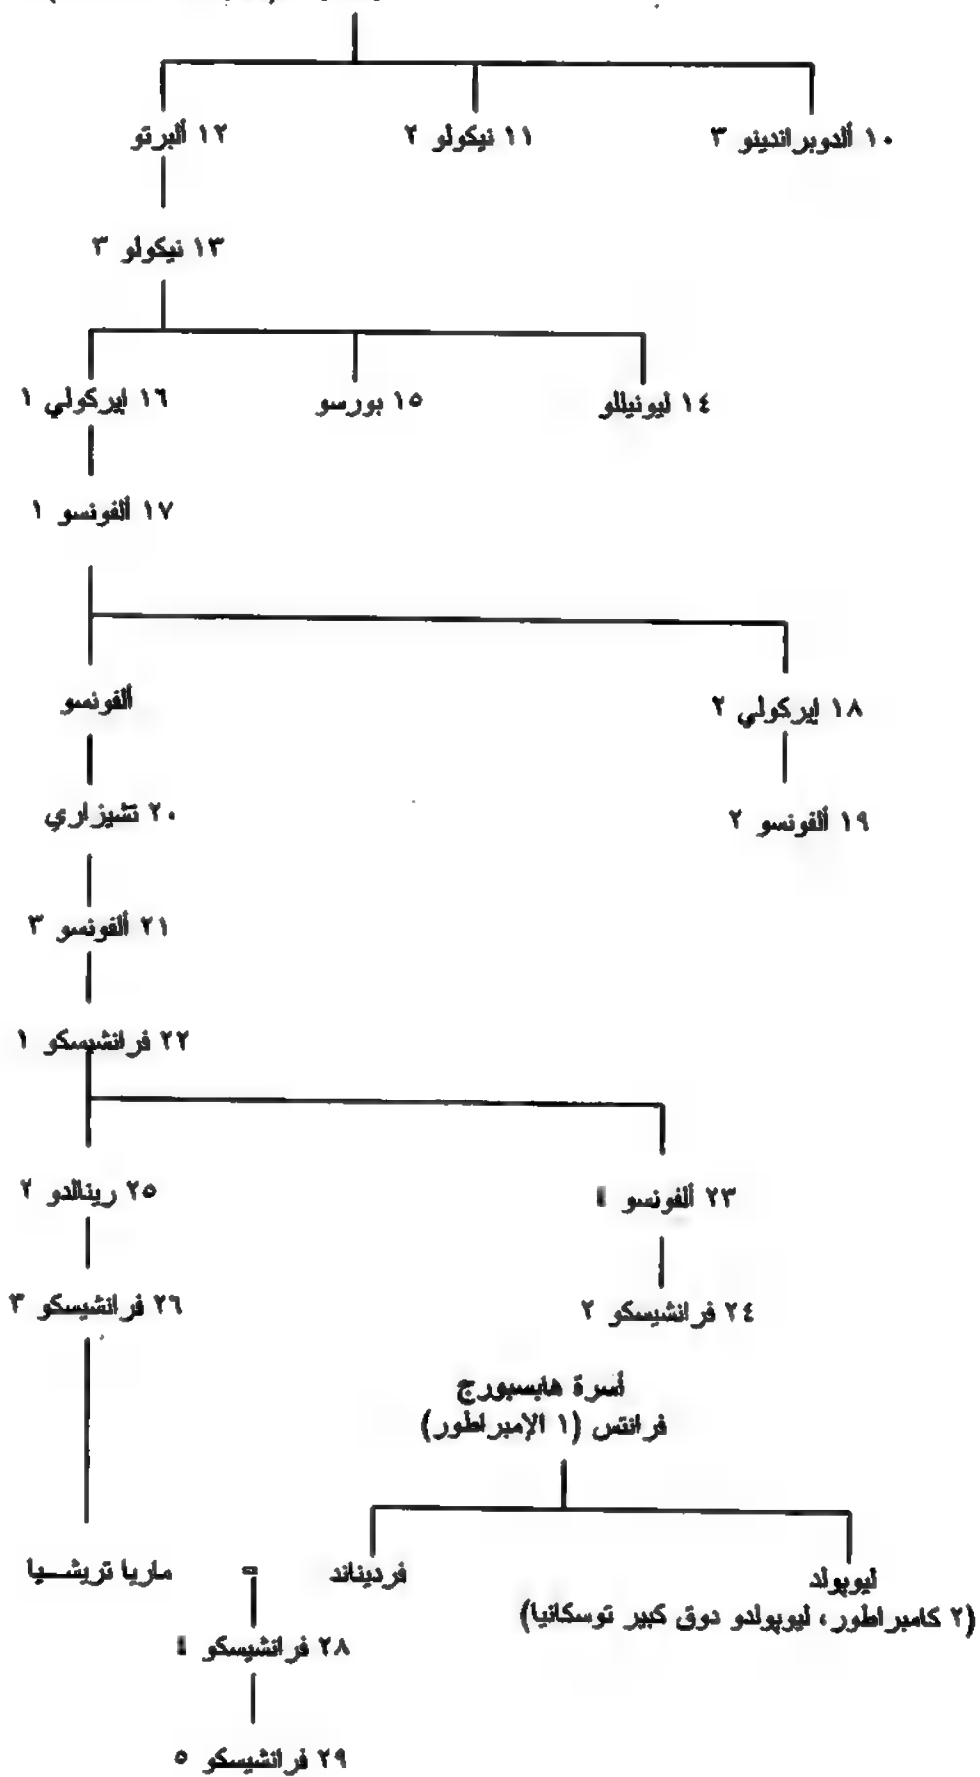 ١٠ ألدوبراندينو ٣
١١ نيكولو ٢
١٢ ألبرتو
١٣ نيكولو ٣
١٤ ليونيللو
١٥ بورسو
١٦ إيركولي ١
١٧ ألفونسو ١
١٨ إيركولي ٢
ألفونسو
١٩ ألفونسو ٢
٢٠ تشيزاري
٢١ ألفونسو ٣
٢٢ فرانشيسكو ١
٢٣ ألفونسو ٤
٢٥ رينالدو ٢
٢٤ فرانشيسكو ٢
٢٦ فرانشيسكو ٣
أسرة هابسبورج
فرانتس (١ الإمبراطور)
ليوبولد
(٢ كامبراطور، ليوبولدو دوق كبير توسكانيا)
فرديناند
=
ماريا تريشيا
٢٨ فرانشيسكو ٤
٢٩ فرانشيسكو ٥